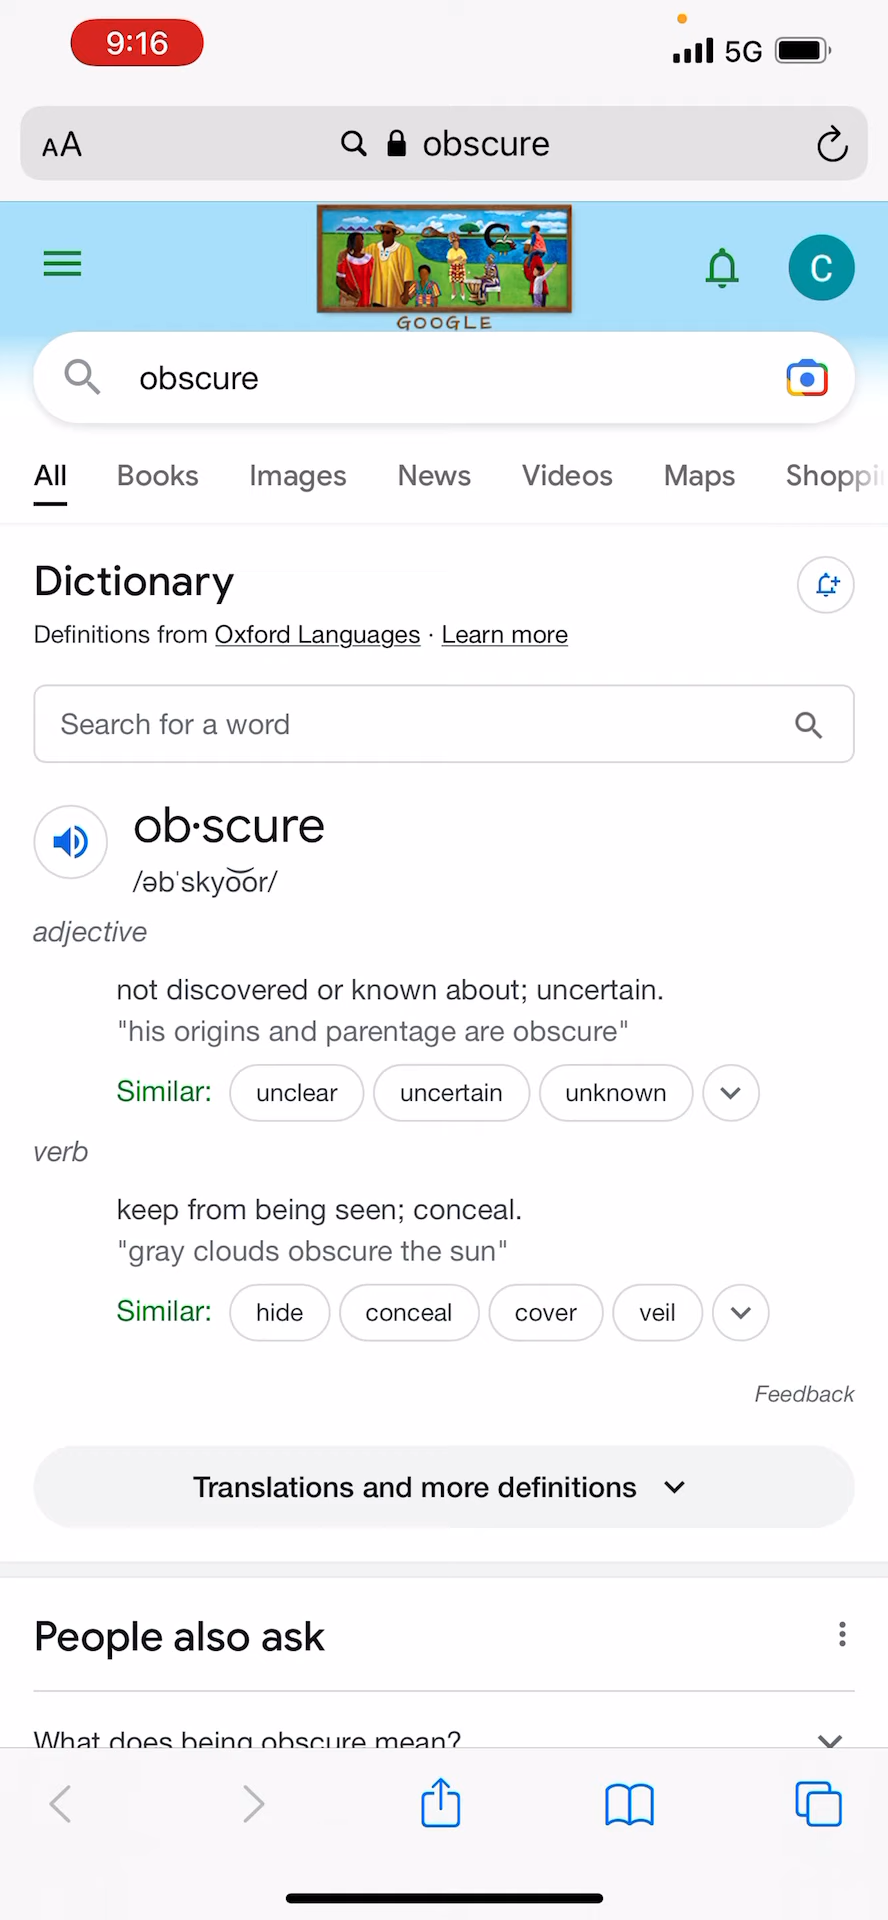 9:16
5G
AA
obscure
GOOGLE
C
obscure
All Books Images News Videos Maps Shoppi
Dictionary
Definitions from Oxford Languages · Learn more
Search for a word
ob·scure
/əbˈskyo͝or/
adjective
not discovered or known about; uncertain.
"his origins and parentage are obscure"
Similar: unclear uncertain unknown
verb
keep from being seen; conceal.
"gray clouds obscure the sun"
Similar: hide conceal cover veil
Feedback
Translations and more definitions
People also ask
What does being obscure mean?